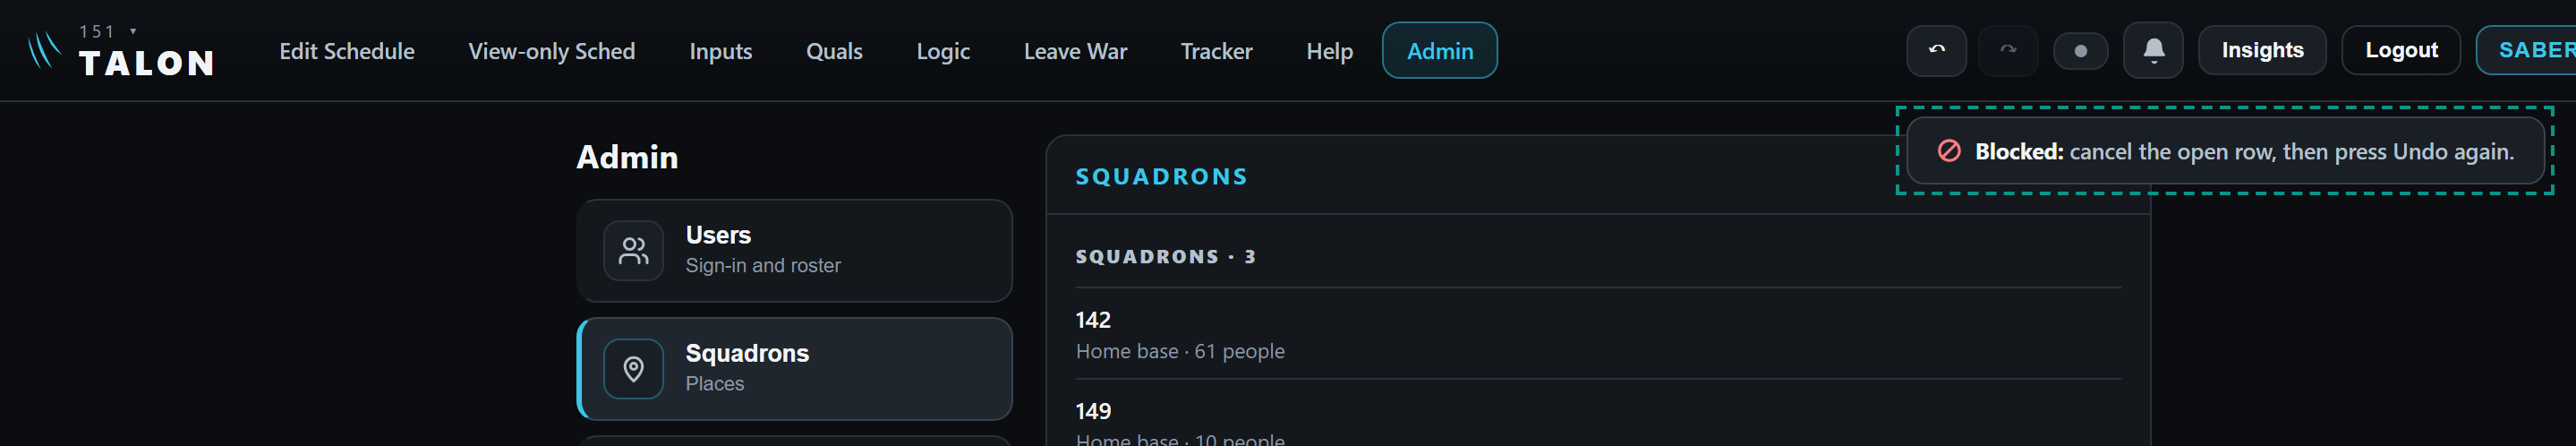 151 ▾
TALON
Edit Schedule
View-only Sched
Inputs
Quals
Logic
Leave War
Tracker
Help
Admin
Insights
Logout
SABER
Blocked: cancel the open row, then press Undo again.
Admin
Users
Sign-in and roster
Squadrons
Places
SQUADRONS
SQUADRONS · 3
142
Home base · 61 people
149
Home base · 10 people